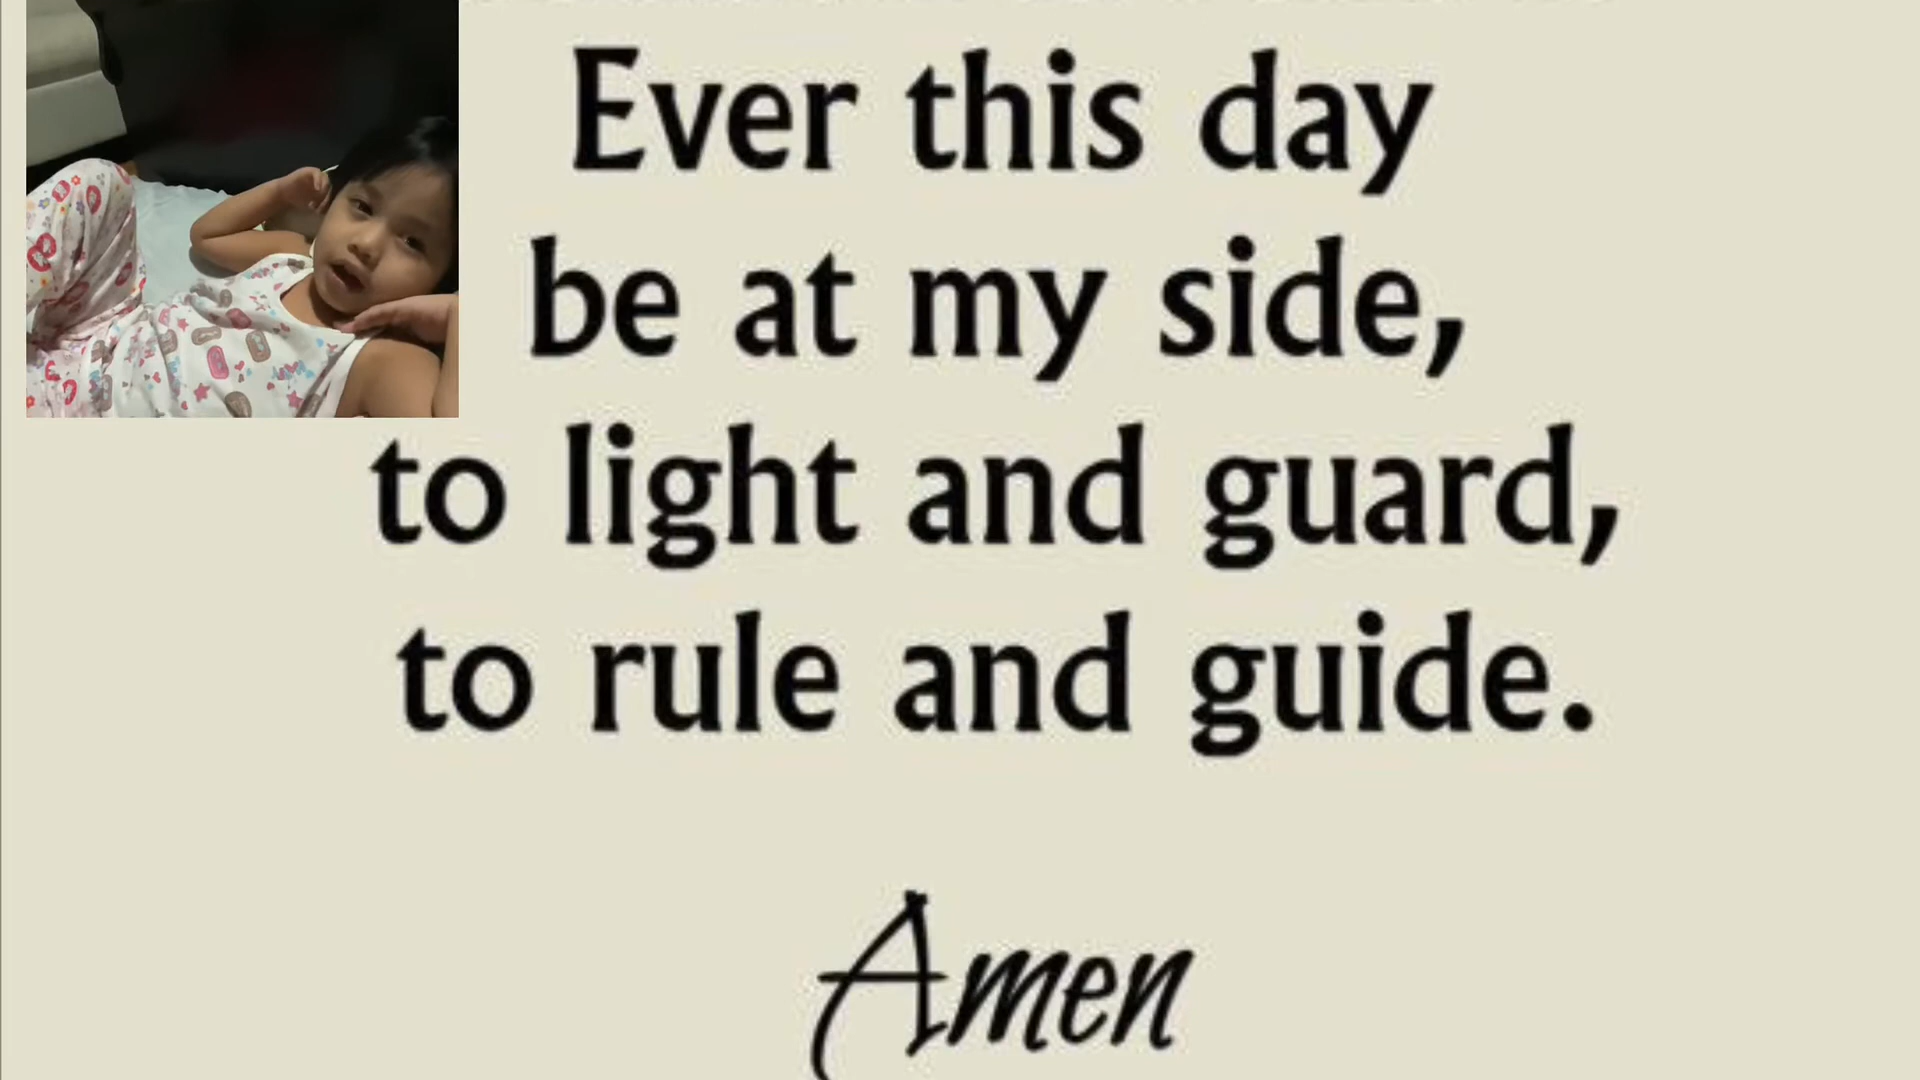 Ever this day
be at my side,
to light and guard,
to rule and guide.
Amen